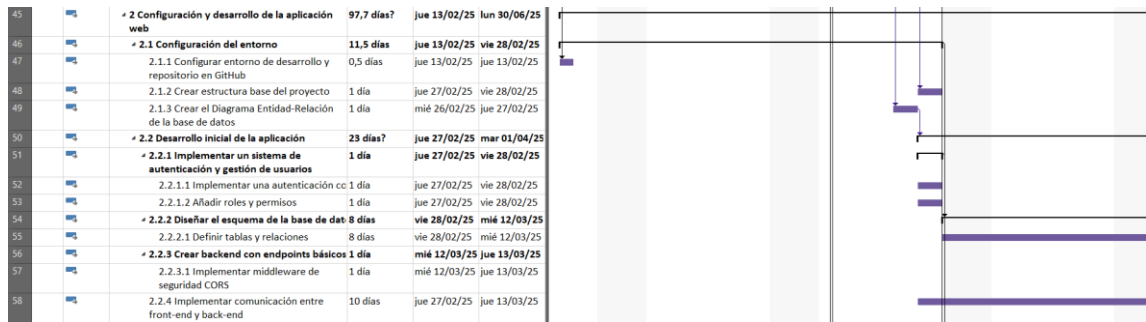 45 2 Configuración y desarrollo de la aplicación web 97,7 días? jue 13/02/25 lun 30/06/25
46 2.1 Configuración del entorno 11,5 días jue 13/02/25 vie 28/02/25
47 2.1.1 Configurar entorno de desarrollo y repositorio en GitHub 0,5 días jue 13/02/25 jue 13/02/25
48 2.1.2 Crear estructura base del proyecto 1 día jue 27/02/25 vie 28/02/25
49 2.1.3 Crear el Diagrama Entidad-Relación de la base de datos 1 día mié 26/02/25 jue 27/02/25
50 2.2 Desarrollo inicial de la aplicación 23 días? jue 27/02/25 mar 01/04/25
51 2.2.1 Implementar un sistema de autenticación y gestión de usuarios 1 día jue 27/02/25 vie 28/02/25
52 2.2.1.1 Implementar una autenticación co 1 día jue 27/02/25 vie 28/02/25
53 2.2.1.2 Añadir roles y permisos 1 día jue 27/02/25 vie 28/02/25
54 2.2.2 Diseñar el esquema de la base de dat 8 días vie 28/02/25 mié 12/03/25
55 2.2.2.1 Definir tablas y relaciones 8 días vie 28/02/25 mié 12/03/25
56 2.2.3 Crear backend con endpoints básicos 1 día mié 12/03/25 jue 13/03/25
57 2.2.3.1 Implementar middleware de seguridad CORS 1 día mié 12/03/25 jue 13/03/25
58 2.2.4 Implementar comunicación entre front-end y back-end 10 días jue 27/02/25 jue 13/03/25